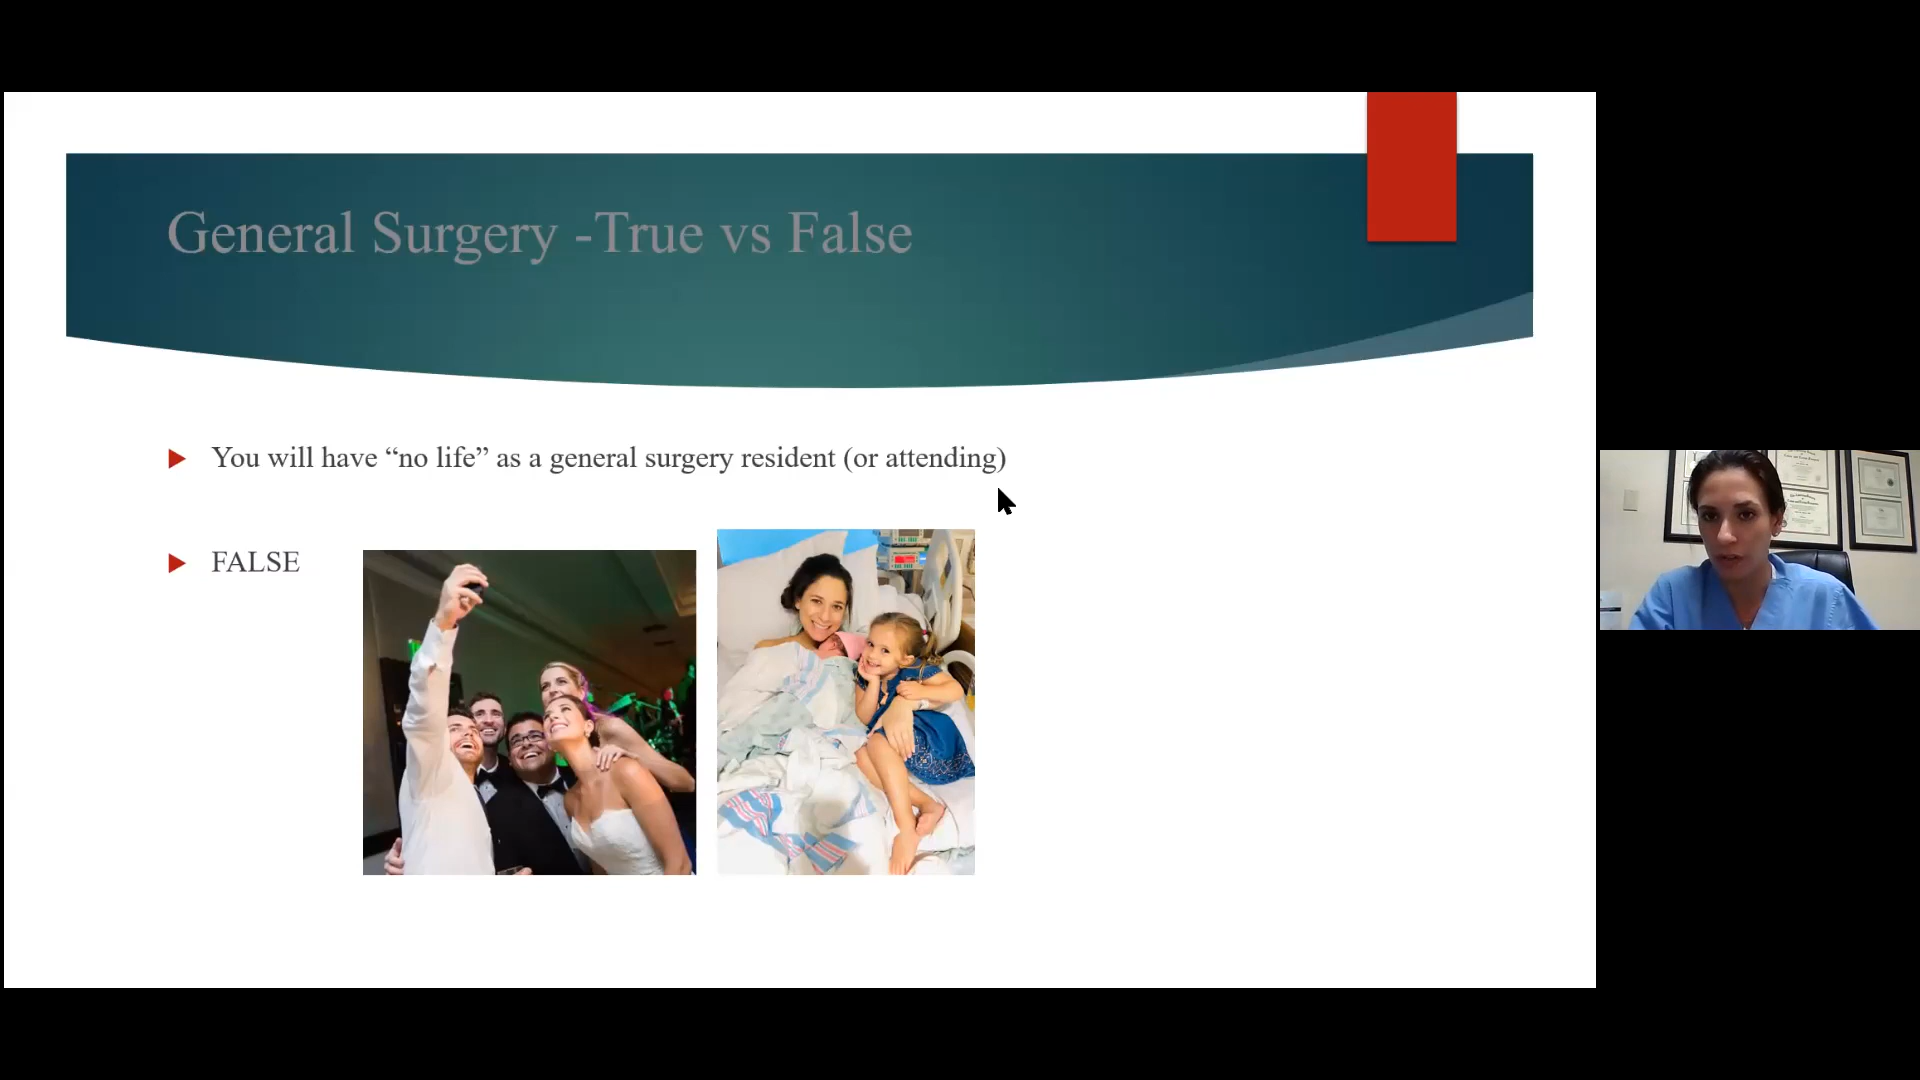 General Surgery -True vs False
You will have “no life” as a general surgery resident (or attending)
FALSE